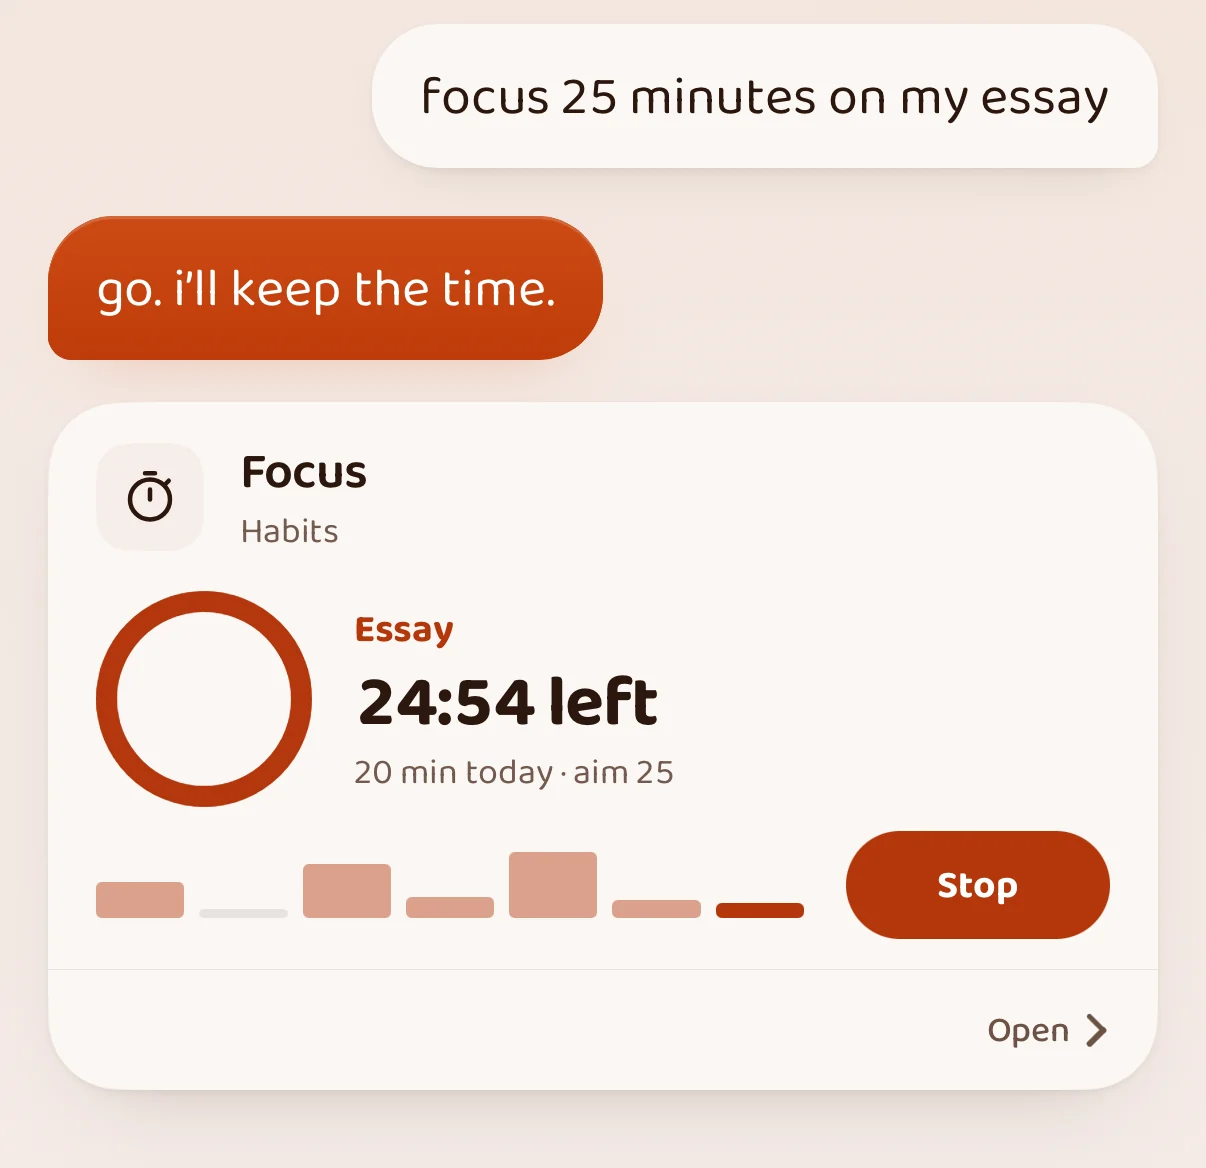 focus 25 minutes on my essay
go. i'll keep the time.
Focus
Habits
Essay
24:54 left
20 min today · aim 25
Stop
Open